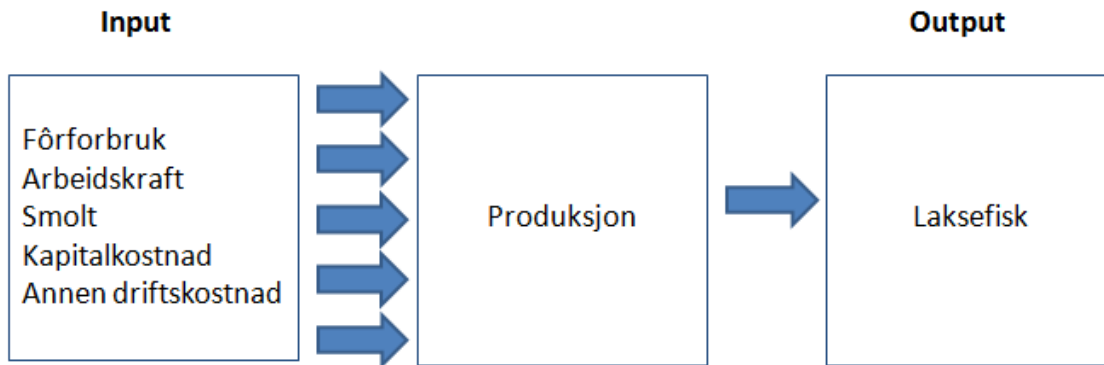 Input
Output
Fôrforbruk
Arbeidskraft
Smolt
Kapitalkostnad
Annen driftskostnad
Produksjon
Laksefisk